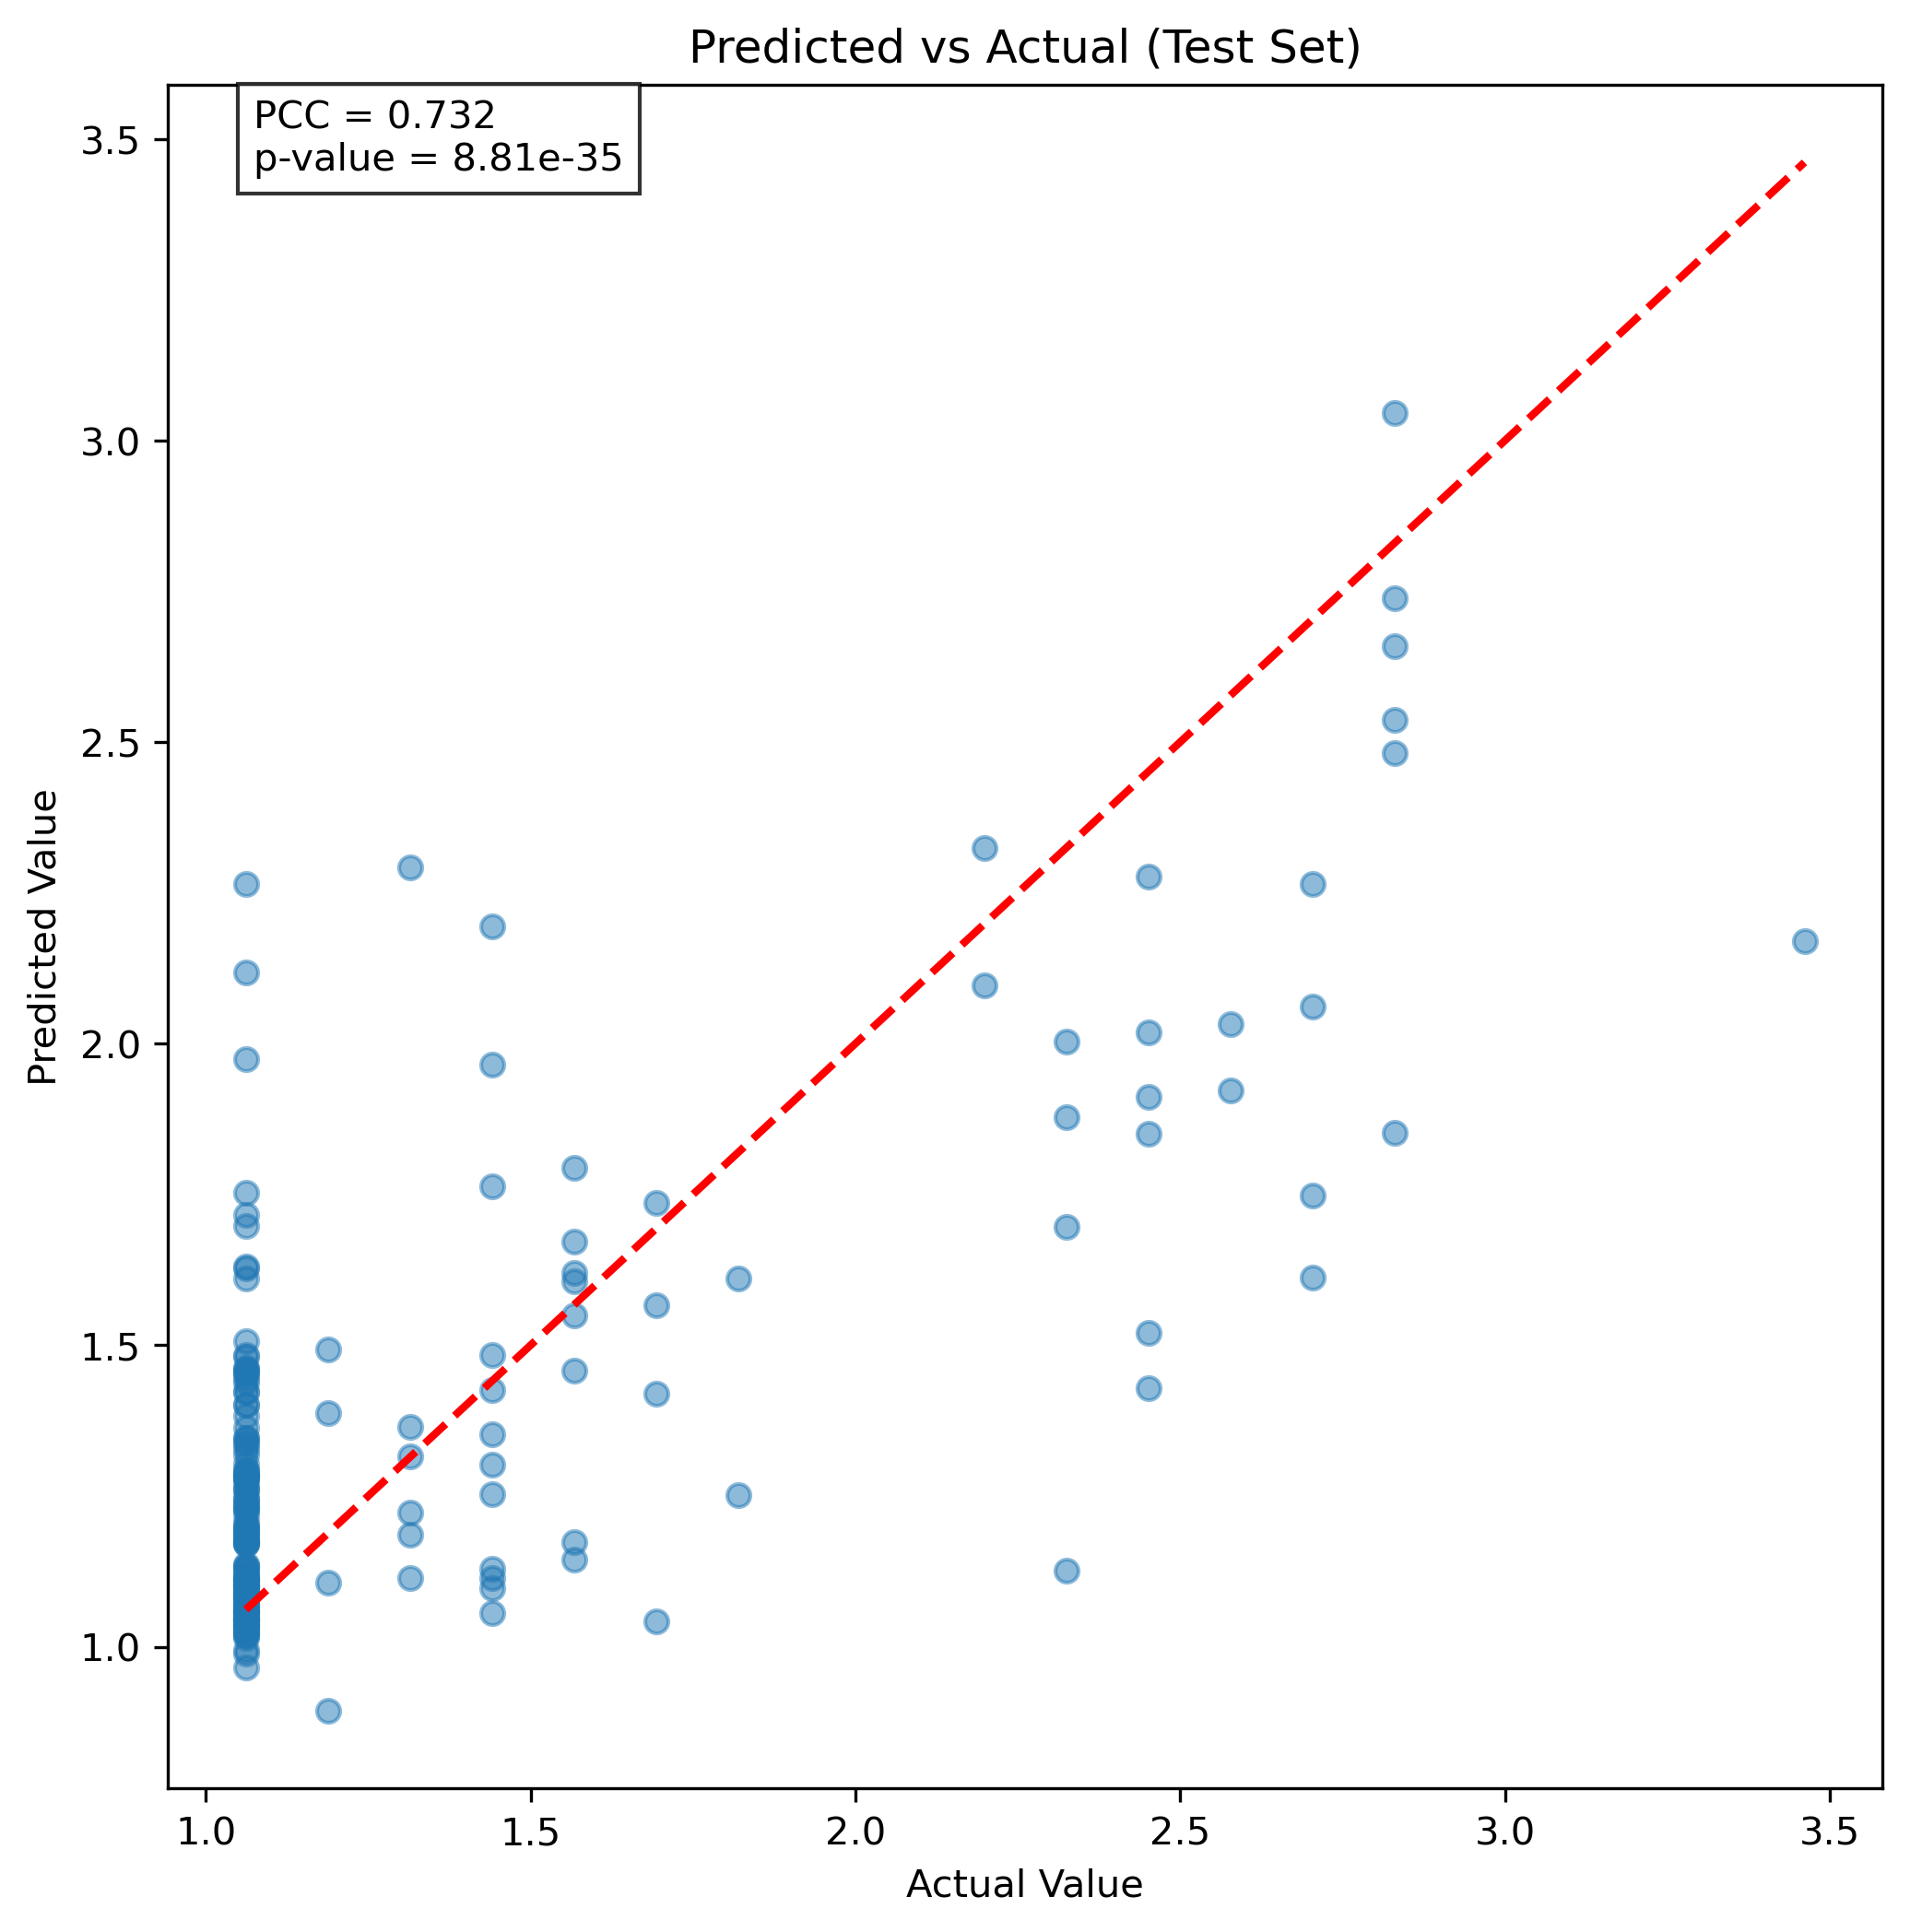 Predicted vs Actual (Test Set)
PCC = 0.732
p-value = 8.81e-35
3.5
3.0
2.5
2.0
1.5
1.0
Predicted Value
1.0 1.5 2.0 2.5 3.0 3.5
Actual Value